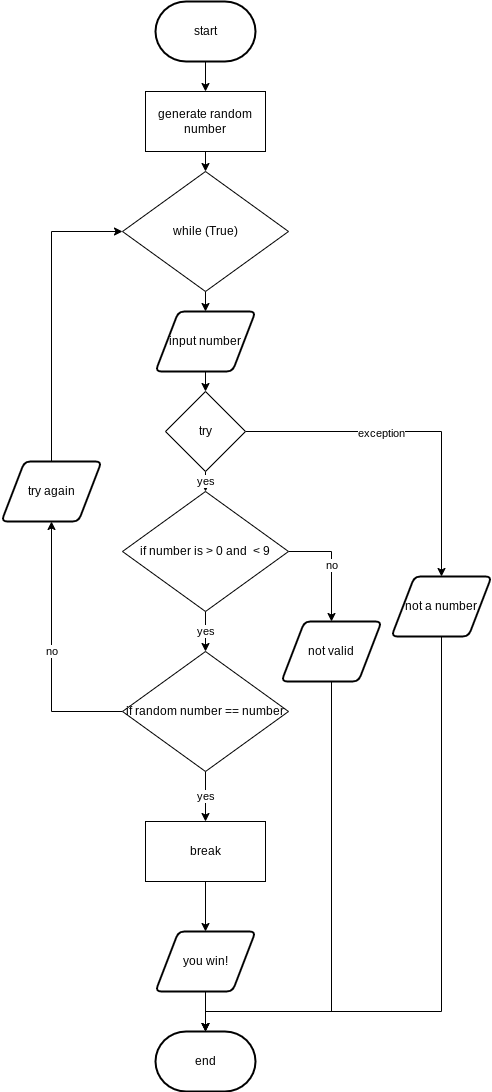 start
generate random
number
while (True)
input number
try
exception
yes
try again
if number is > 0 and  < 9
no
not a number
yes
not valid
no
if random number == number
yes
break
you win!
end